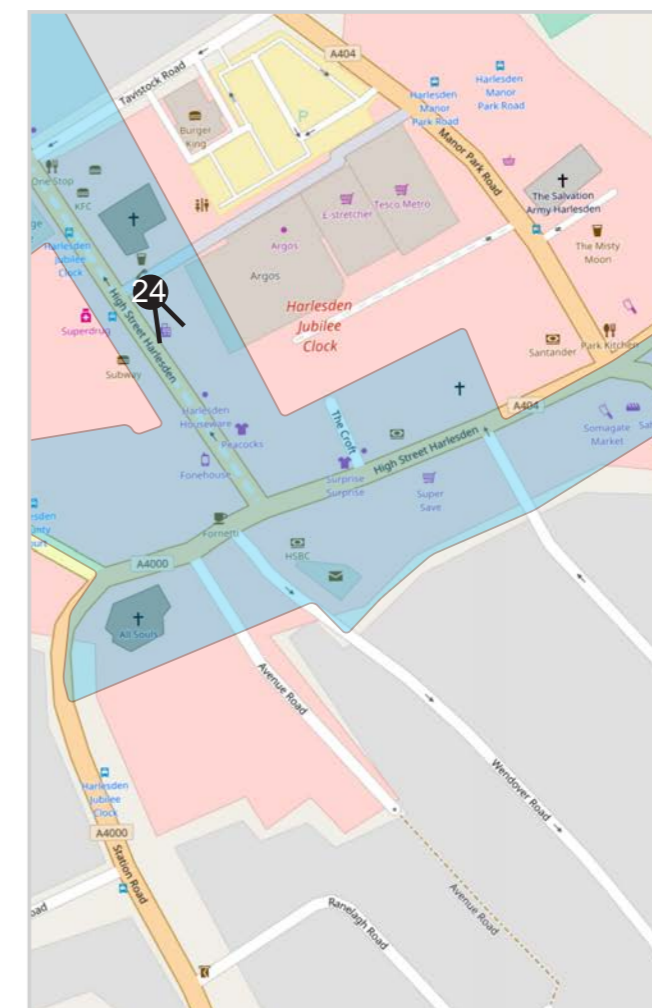 A404
Tavistock Road
Harlesden
Manor
Park Road
Harlesden
Manor
Park Road
P
Burger
King
Manor Park Road
One Stop
KFC
E-stretcher
Tesco Metro
The Salvation
Army Harlesden
Argos
The Misty
Moon
Harlesden
Jubilee
Clock
Argos
24
High Street Harlesden
Harlesden
Jubilee
Clock
Superdrug
Subway
Santander
Park Kitchen
Harlesden
Houseware
Peacocks
The Croft
A404
High Street Harlesden
Somagate
Market
Fonehouse
Surprise
Surprise
Super
Save
Fornetti
HSBC
A4000
All Souls
Avenue Road
Wendover Road
Harlesden
Jubilee
Clock
A4000
Station Road
Avenue Road
Ranelagh Road